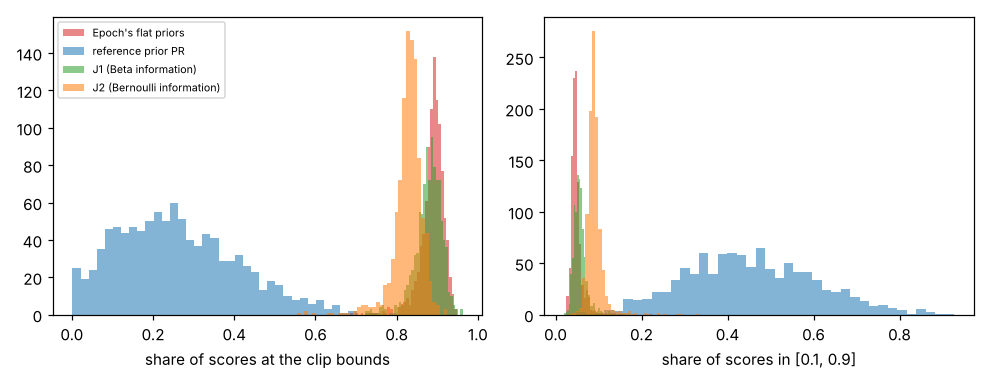 Epoch's flat priors
reference prior PR
J1 (Beta information)
J2 (Bernoulli information)
140
120
100
80
60
40
20
0
0.0 0.2 0.4 0.6 0.8 1.0
share of scores at the clip bounds
250
200
150
100
50
0
0.0 0.2 0.4 0.6 0.8
share of scores in [0.1, 0.9]